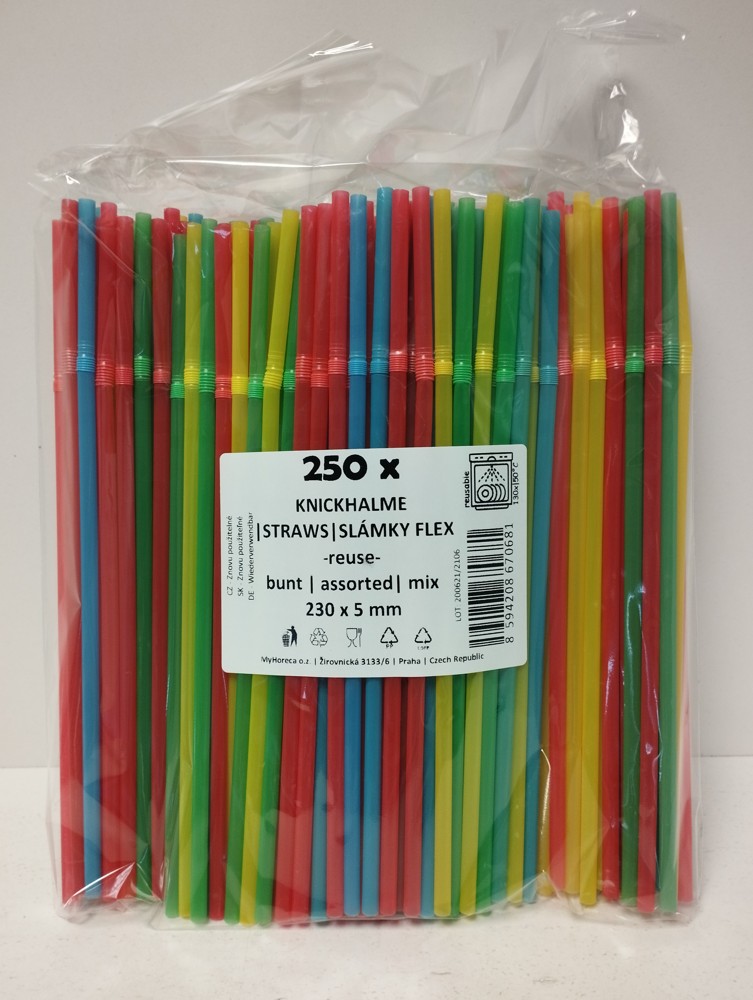 250 x
KNICKHALME
STRAWS|SLÁMKY FLEX
-reuse-
bunt | assorted| mix
230 x 5 mm
MyHoreca o.z. | Žirovnická 3133/6 | Praha | Czech Republic
CZ - Znovu použitelné
SK - Znovu použiteľné
DE - Wiederverwendbar
reusable
130x150°C
LOT: 200621/2106
8 594208 670681